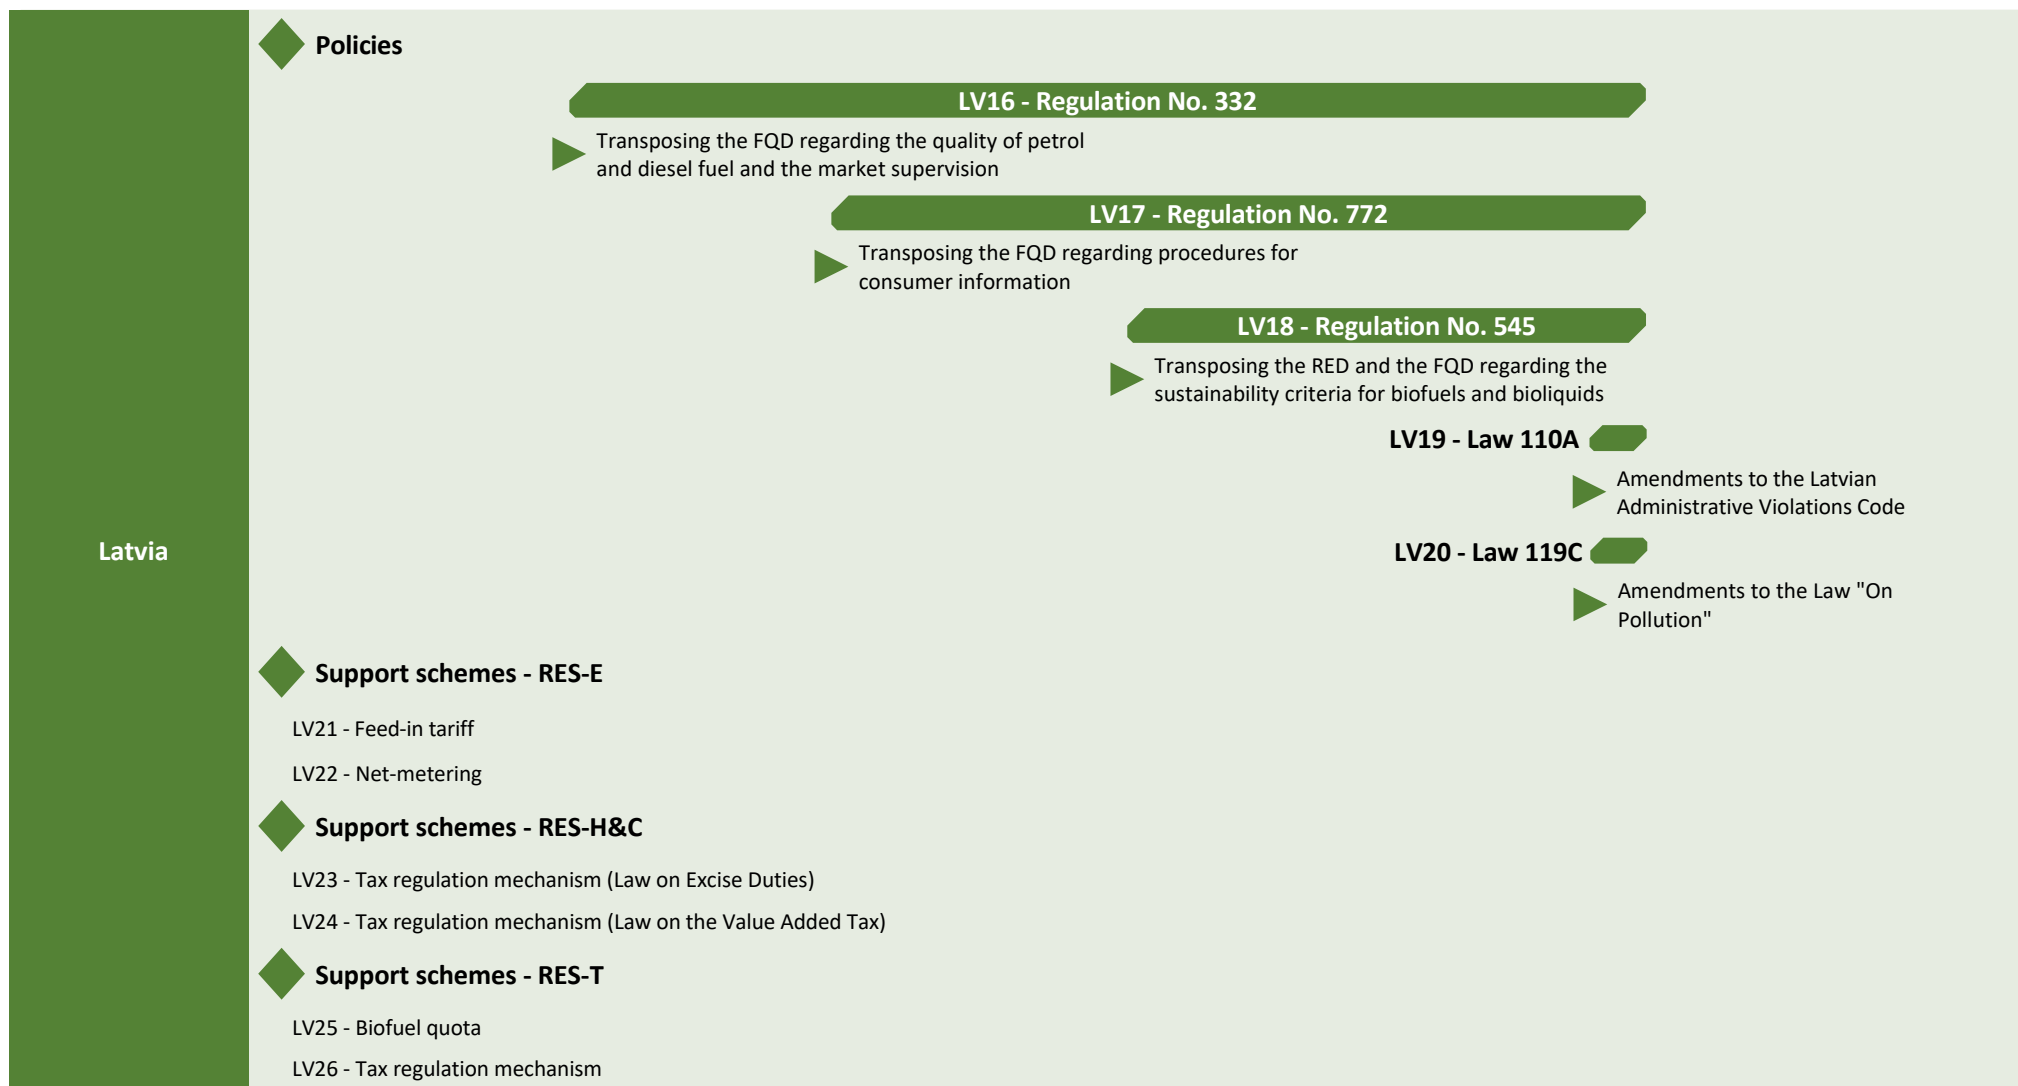 Latvia
Policies
LV16 - Regulation No. 332
Transposing the FQD regarding the quality of petrol
and diesel fuel and the market supervision
LV17 - Regulation No. 772
Transposing the FQD regarding procedures for
consumer information
LV18 - Regulation No. 545
Transposing the RED and the FQD regarding the
sustainability criteria for biofuels and bioliquids
LV19 - Law 110A
Amendments to the Latvian
Administrative Violations Code
LV20 - Law 119C
Amendments to the Law "On
Pollution"
Support schemes - RES-E
LV21 - Feed-in tariff
LV22 - Net-metering
Support schemes - RES-H&C
LV23 - Tax regulation mechanism (Law on Excise Duties)
LV24 - Tax regulation mechanism (Law on the Value Added Tax)
Support schemes - RES-T
LV25 - Biofuel quota
LV26 - Tax regulation mechanism